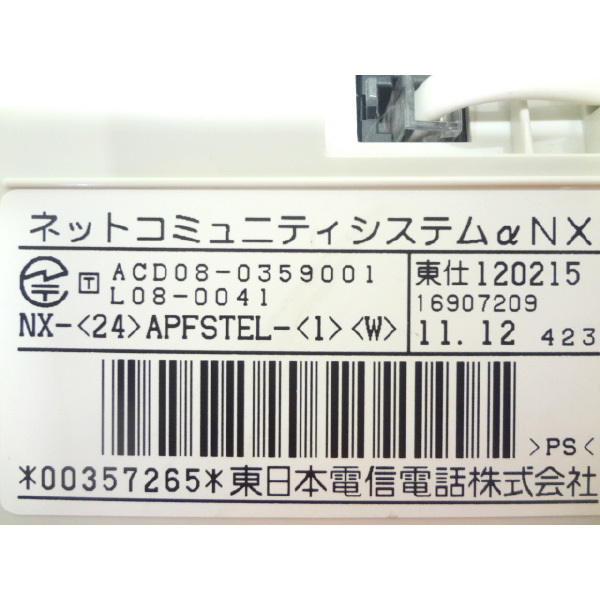 ネットコミュニティシステムαNX
T ACD08-0359001
L08-0041
NX-<24>APFSTEL-<1><W>
東仕120215
16907209
11.12 423
>PS<
*00357265*東日本電信電話株式会社